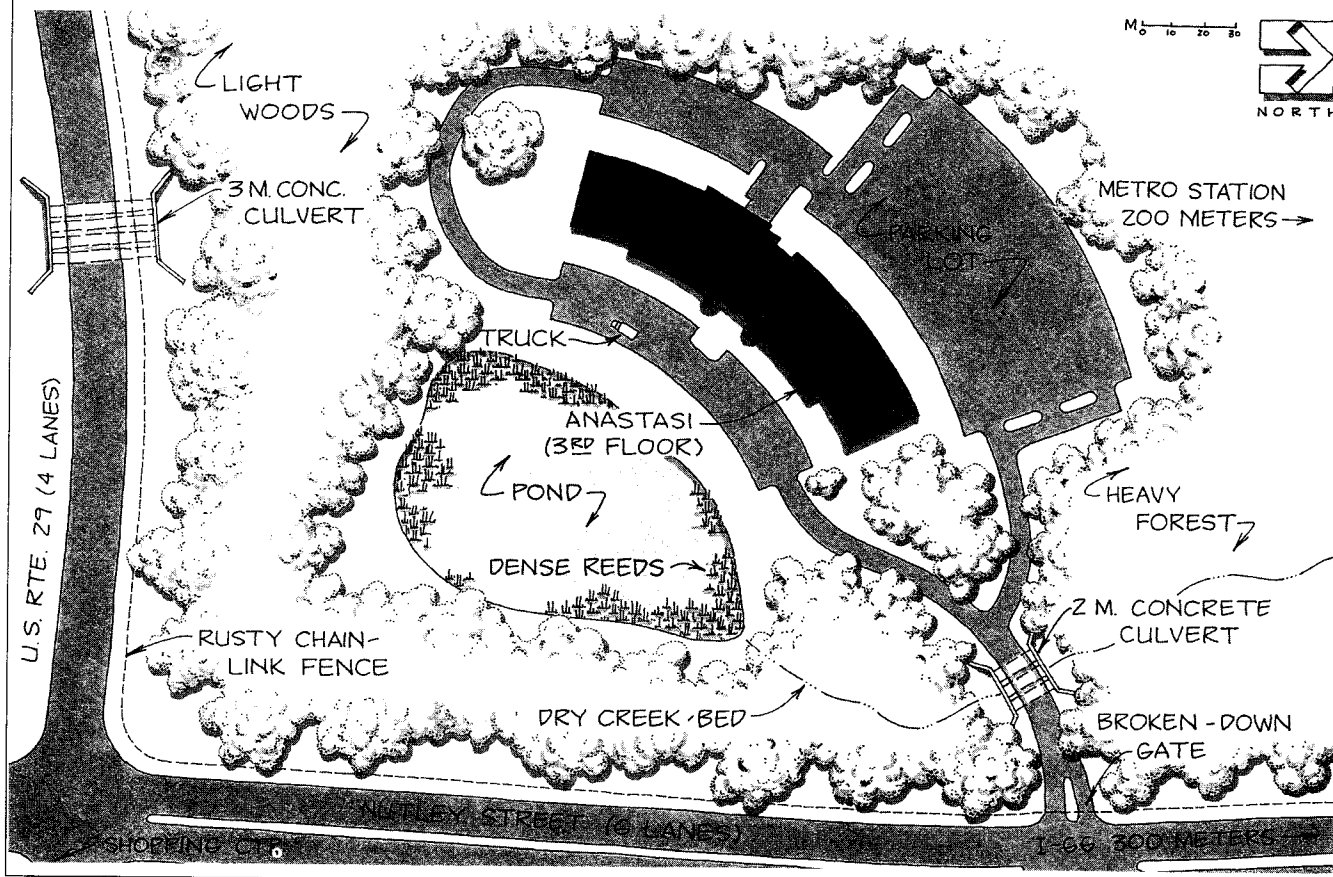 M 0 10 20 30
NORTH
LIGHT
WOODS
3 M. CONC.
CULVERT
METRO STATION
200 METERS
PARKING
LOT
TRUCK
ANASTASI
(3RD FLOOR)
POND
DENSE REEDS
HEAVY
FOREST
2 M. CONCRETE
CULVERT
U.S. RTE. 29 (4 LANES)
RUSTY CHAIN-
LINK FENCE
DRY CREEK-BED
BROKEN-DOWN
GATE
NUTLEY STREET (6 LANES)
SHOPPING CTR.
I-66 300 METERS